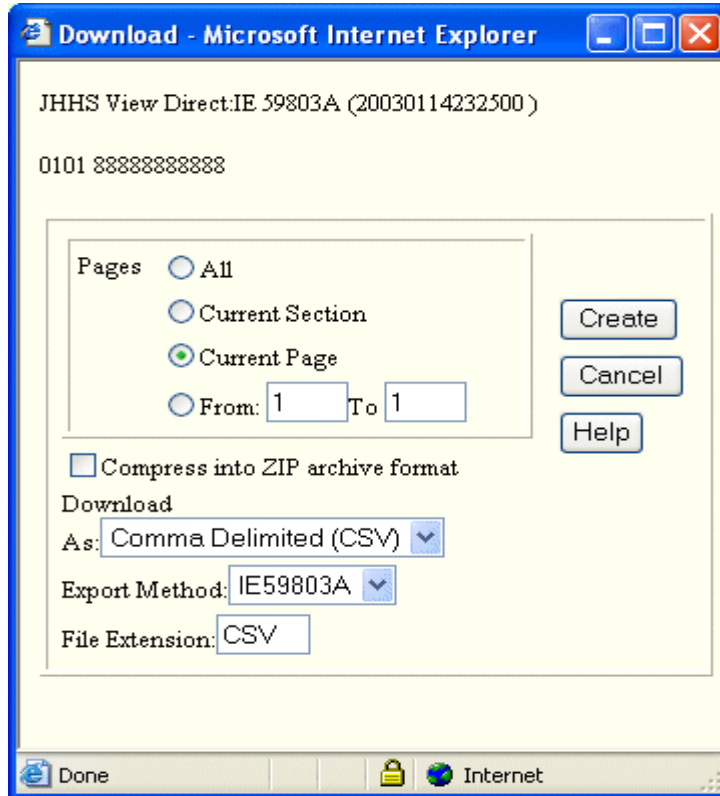 Download - Microsoft Internet Explorer
JHHS View Direct:IE 59803A (20030114232500 )
0101 88888888888
Pages All
Current Section
Current Page
From: 1 To 1
Create
Cancel
Help
Compress into ZIP archive format
Download
As: Comma Delimited (CSV)
Export Method: IE59803A
File Extension: CSV
Done Internet